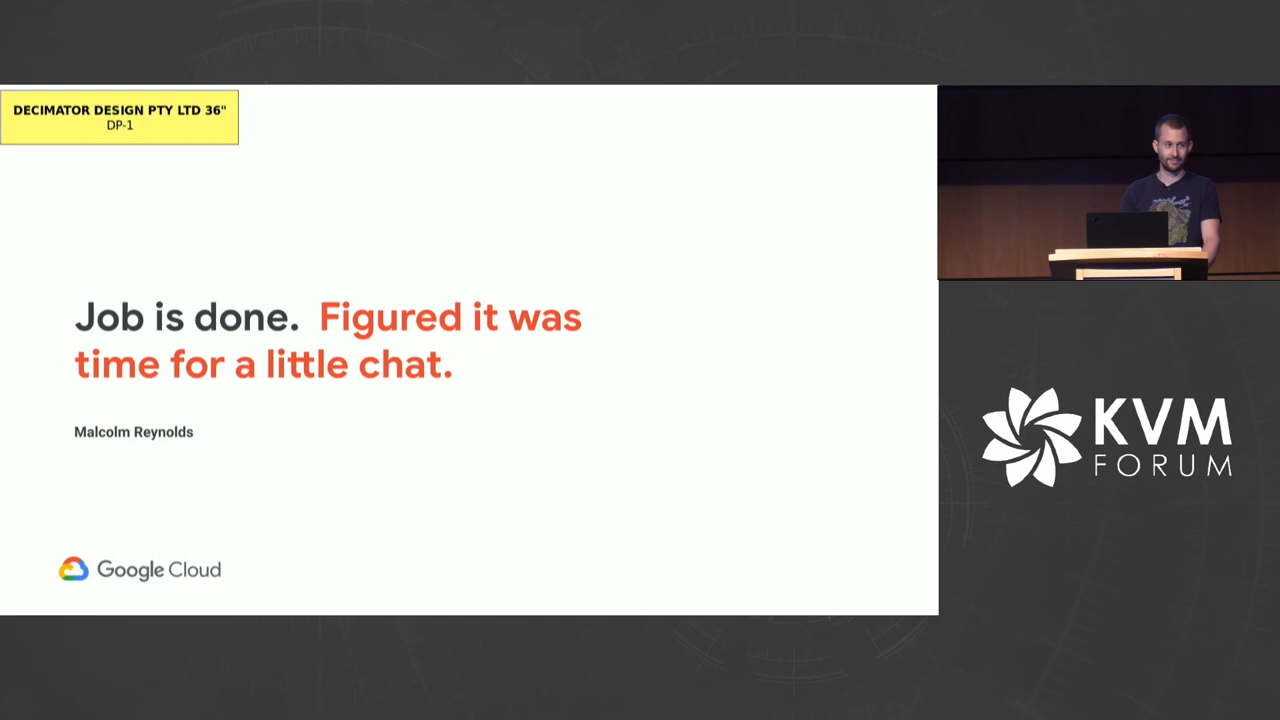 DECIMATOR DESIGN PTY LTD 36"
DP-1
Job is done. Figured it was
time for a little chat.
Malcolm Reynolds
Google Cloud
KVM
FORUM